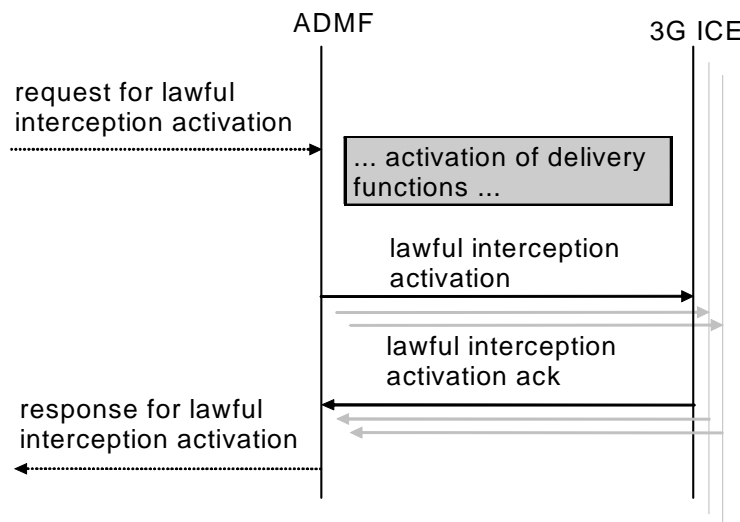 ADMF
3G ICE
request for lawful
interception activation
... activation of delivery
functions ...
lawful interception
activation
lawful interception
activation ack
response for lawful
interception activation